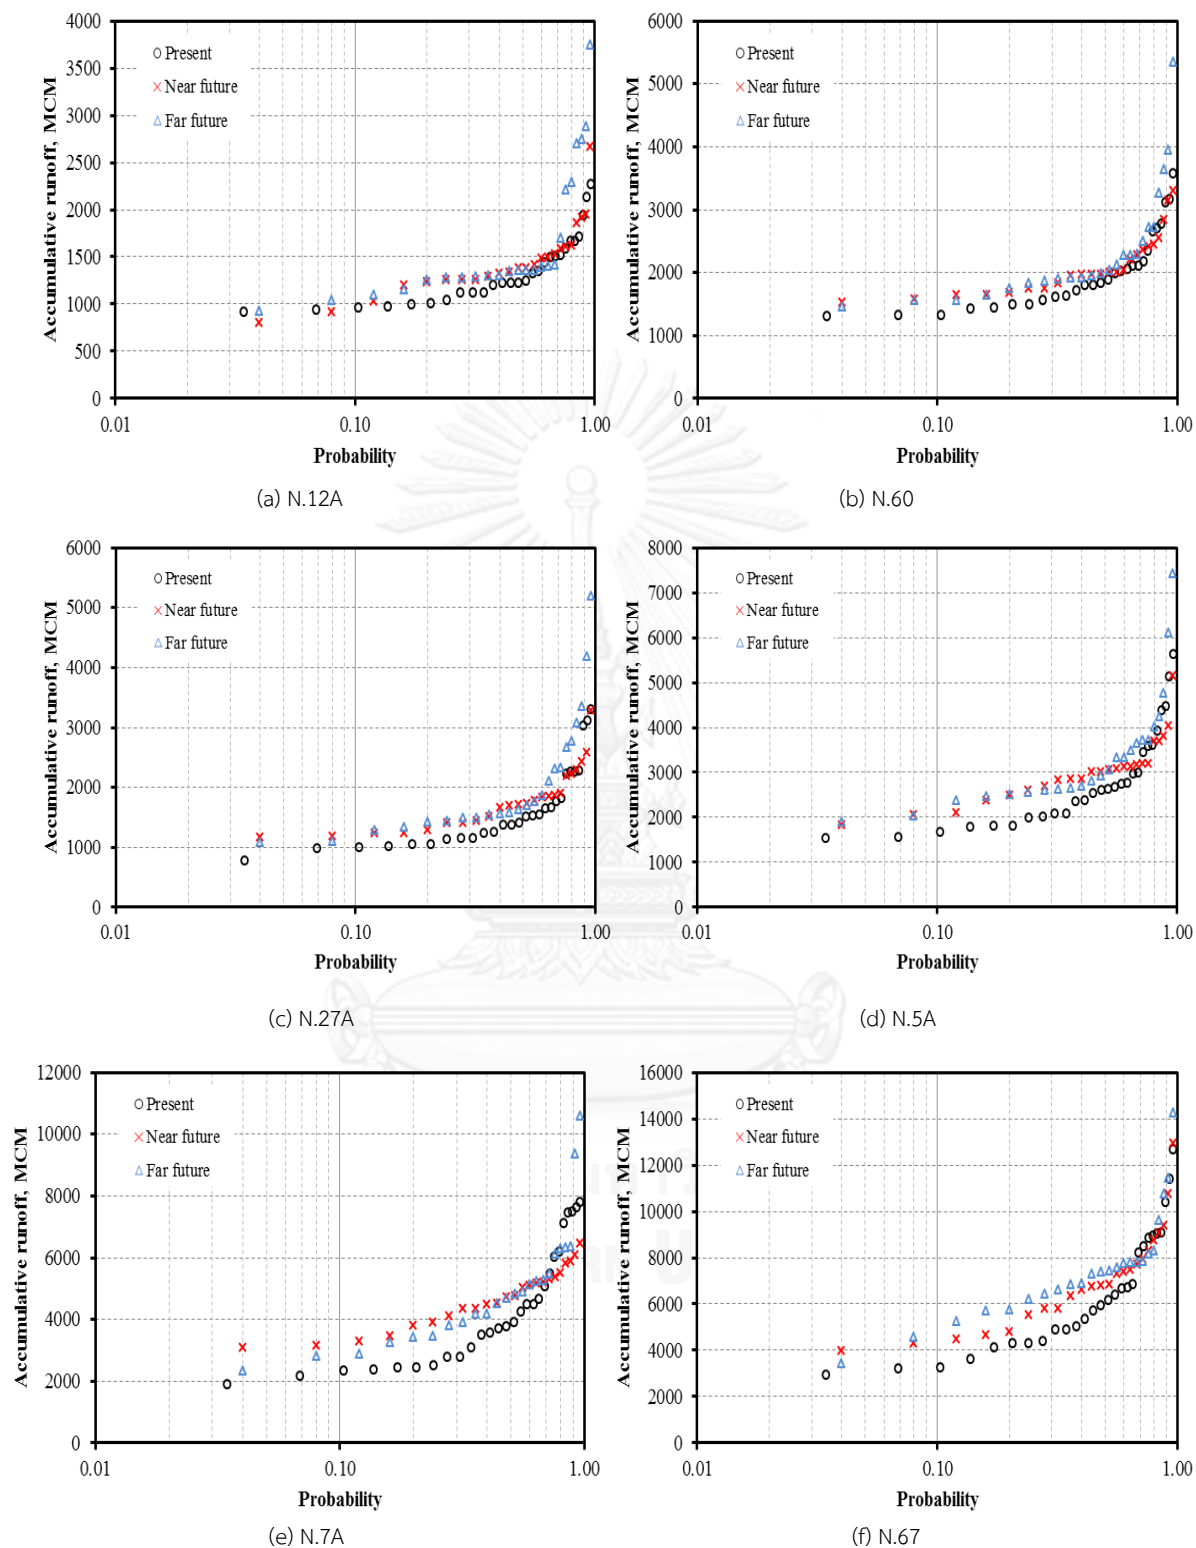 4000
3500
3000
2500
2000
1500
1000
500
0
Accumulative runoff, MCM
Present
Near future
Far future
0.01
0.10
1.00
Probability
(a) N.12A
6000
5000
4000
3000
2000
1000
0
Accumulative runoff, MCM
Present
Near future
Far future
0.01
0.10
1.00
Probability
(b) N.60
6000
5000
4000
3000
2000
1000
0
Accumulative runoff, MCM
Present
Near future
Far future
0.01
0.10
1.00
Probability
(c) N.27A
8000
7000
6000
5000
4000
3000
2000
1000
0
Accumulative runoff, MCM
Present
Near future
Far future
0.01
0.10
1.00
Probability
(d) N.5A
12000
10000
8000
6000
4000
2000
0
Accumulative runoff, MCM
Present
Near future
Far future
0.01
0.10
1.00
Probability
(e) N.7A
16000
14000
12000
10000
8000
6000
4000
2000
0
Accumulative runoff, MCM
Present
Near future
Far future
0.01
0.10
1.00
Probability
(f) N.67